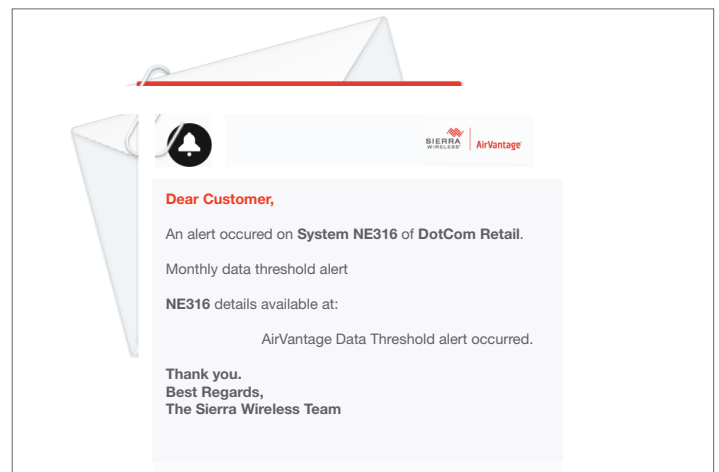 SIERRA
WIRELESS
AirVantage
Dear Customer,
An alert occured on System NE316 of DotCom Retail.
Monthly data threshold alert
NE316 details available at:
AirVantage Data Threshold alert occurred.
Thank you.
Best Regards,
The Sierra Wireless Team